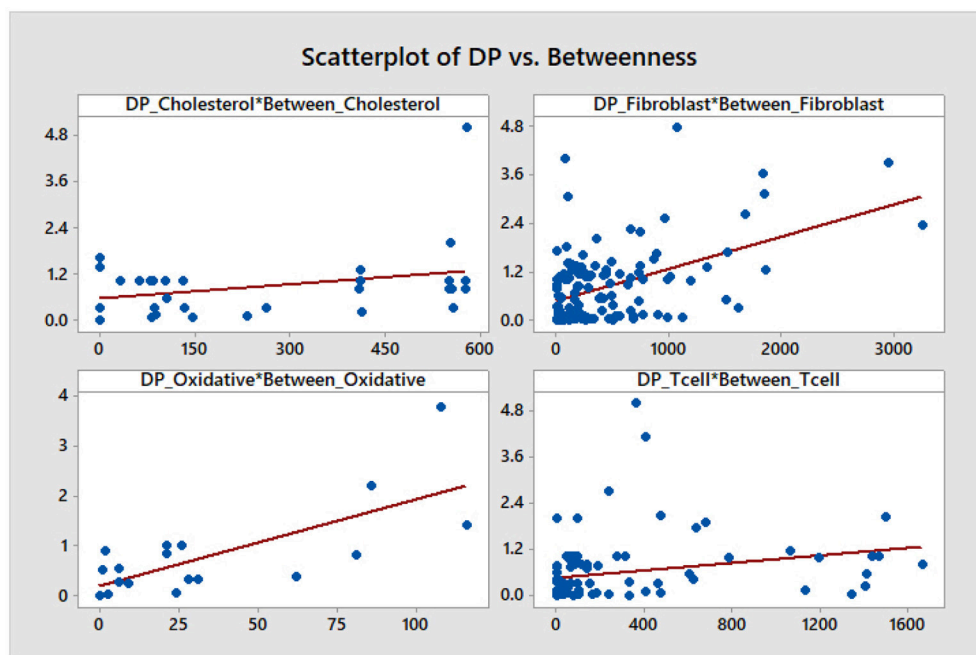 Scatterplot of DP vs. Betweenness
DP_Cholesterol*Between_Cholesterol
4.8
3.6
2.4
1.2
0.0
0 150 300 450 600
DP_Fibroblast*Between_Fibroblast
4.8
3.6
2.4
1.2
0.0
0 1000 2000 3000
DP_Oxidative*Between_Oxidative
4
3
2
1
0
0 25 50 75 100
DP_Tcell*Between_Tcell
4.8
3.6
2.4
1.2
0.0
0 400 800 1200 1600